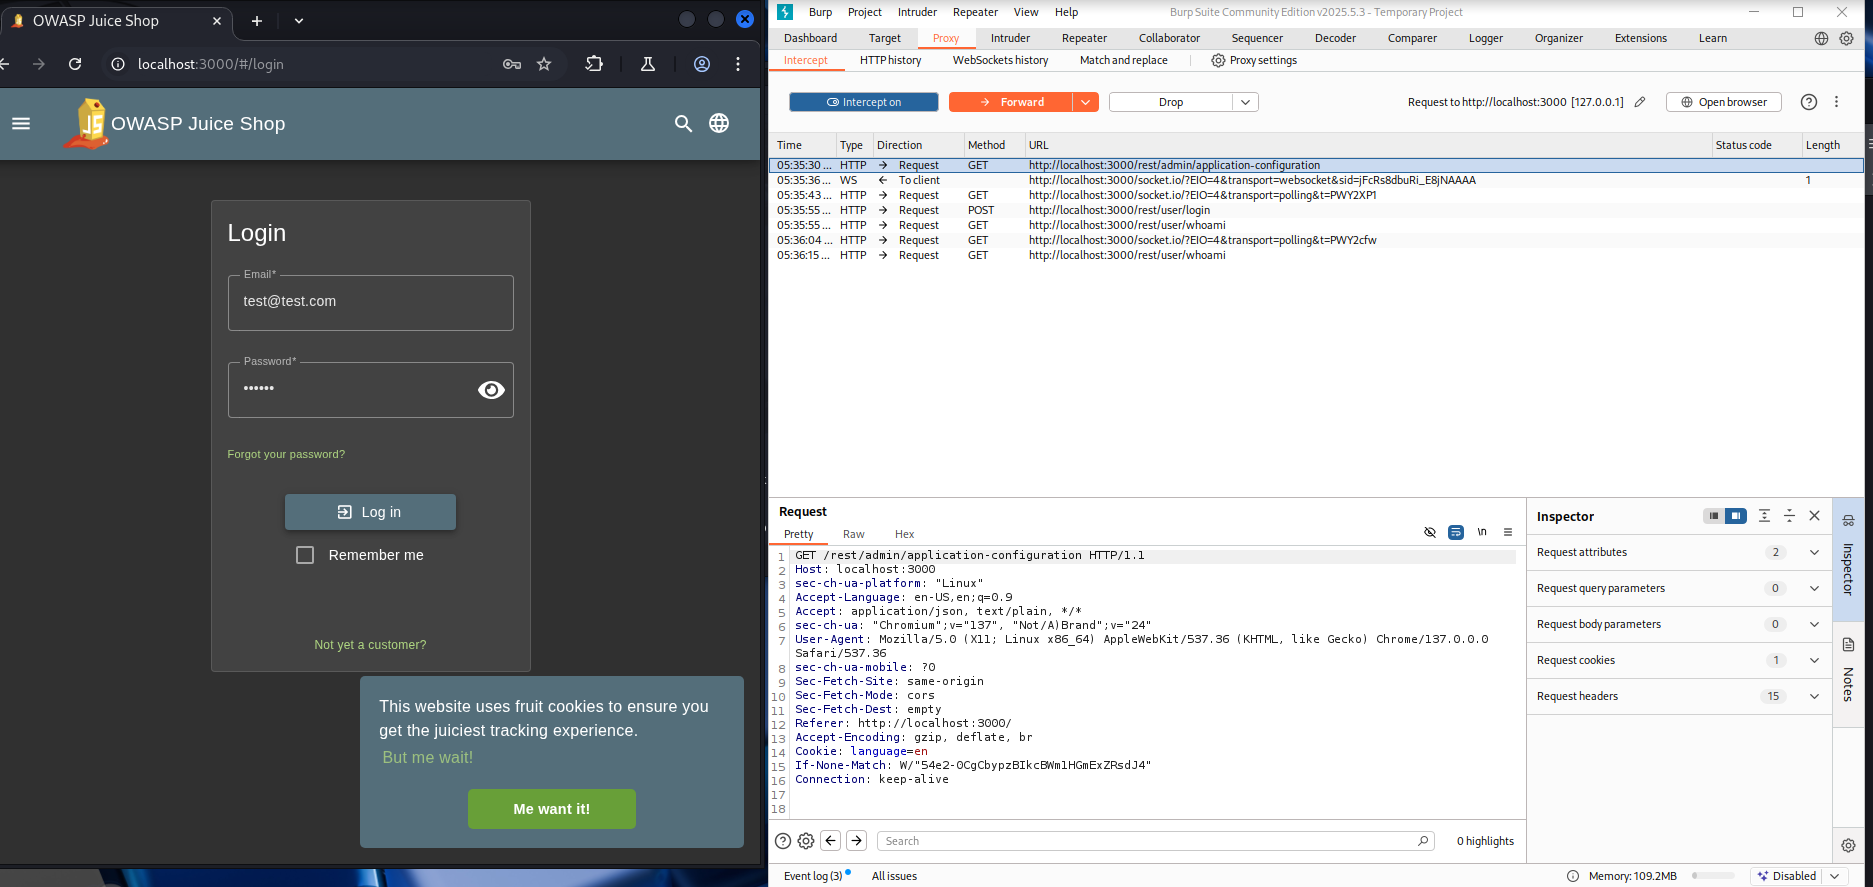 OWASP Juice Shop
localhost:3000/#/login
OWASP Juice Shop
Login
Email*
test@test.com
Password*
••••••
Forgot your password?
Log in
Remember me
Not yet a customer?
This website uses fruit cookies to ensure you
get the juiciest tracking experience.
But me wait!
Me want it!
Burp Project Intruder Repeater View Help Burp Suite Community Edition v2025.5.3 - Temporary Project
Dashboard Target Proxy Intruder Repeater Collaborator Sequencer Decoder Comparer Logger Organizer Extensions Learn
Intercept HTTP history WebSockets history Match and replace Proxy settings
Intercept on Forward Drop Request to http://localhost:3000 [127.0.0.1] Open browser
Time Type Direction Method URL Status code Length
05:35:30 ... HTTP → Request GET http://localhost:3000/rest/admin/application-configuration
05:35:36 ... WS ← To client http://localhost:3000/socket.io/?EIO=4&transport=websocket&sid=jFcRs8dbuRi_E8jNAAAA 1
05:35:43 ... HTTP → Request GET http://localhost:3000/socket.io/?EIO=4&transport=polling&t=PWY2XP1
05:35:55 ... HTTP → Request POST http://localhost:3000/rest/user/login
05:35:55 ... HTTP → Request GET http://localhost:3000/rest/user/whoami
05:36:04 ... HTTP → Request GET http://localhost:3000/socket.io/?EIO=4&transport=polling&t=PWY2cfw
05:36:15 ... HTTP → Request GET http://localhost:3000/rest/user/whoami
Request
Pretty Raw Hex \n
1 GET /rest/admin/application-configuration HTTP/1.1
2 Host: localhost:3000
3 sec-ch-ua-platform: "Linux"
4 Accept-Language: en-US,en;q=0.9
5 Accept: application/json, text/plain, */*
6 sec-ch-ua: "Chromium";v="137", "Not/A)Brand";v="24"
7 User-Agent: Mozilla/5.0 (X11; Linux x86_64) AppleWebKit/537.36 (KHTML, like Gecko) Chrome/137.0.0.0
Safari/537.36
8 sec-ch-ua-mobile: ?0
9 Sec-Fetch-Site: same-origin
10 Sec-Fetch-Mode: cors
11 Sec-Fetch-Dest: empty
12 Referer: http://localhost:3000/
13 Accept-Encoding: gzip, deflate, br
14 Cookie: language=en
15 If-None-Match: W/"54e2-0CgCbypzBIkcBWm1HGmExZRsdJ4"
16 Connection: keep-alive
17
18
Search 0 highlights
Inspector
Request attributes 2
Request query parameters 0
Request body parameters 0
Request cookies 1
Request headers 15
Inspector
Notes
Event log (3) All issues Memory: 109.2MB Disabled